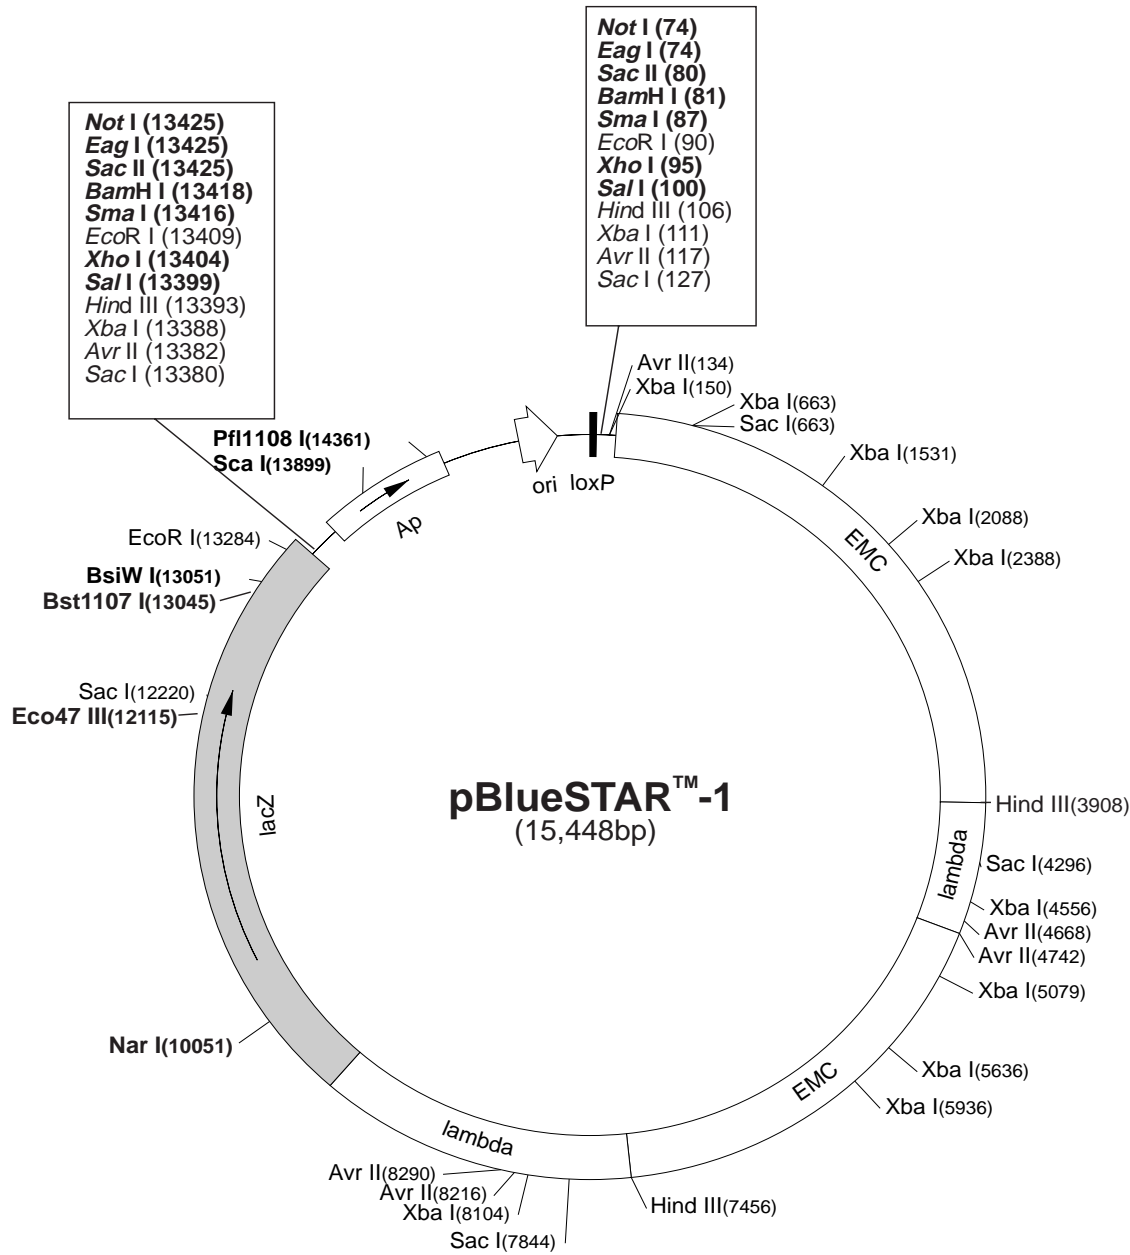 Not I (74)
Eag I (74)
Sac II (80)
BamH I (81)
Sma I (87)
EcoR I (90)
Xho I (95)
Sal I (100)
Hind III (106)
Xba I (111)
Avr II (117)
Sac I (127)
Not I (13425)
Eag I (13425)
Sac II (13425)
BamH I (13418)
Sma I (13416)
EcoR I (13409)
Xho I (13404)
Sal I (13399)
Hind III (13393)
Xba I (13388)
Avr II (13382)
Sac I (13380)
Avr II(134)
Xba I(150)
Xba I(663)
Sac I(663)
Xba I(1531)
Xba I(2088)
Xba I(2388)
EMC
Hind III(3908)
lambda
Sac I(4296)
Xba I(4556)
Avr II(4668)
Avr II(4742)
Xba I(5079)
Xba I(5636)
Xba I(5936)
EMC
Hind III(7456)
Sac I(7844)
Xba I(8104)
Avr II(8216)
Avr II(8290)
lambda
Nar I(10051)
lacZ
Eco47 III(12115)
Sac I(12220)
Bst1107 I(13045)
BsiW I(13051)
EcoR I(13284)
Sca I(13899)
Pfl1108 I(14361)
Ap
ori
loxP
pBlueSTAR™-1
(15,448bp)